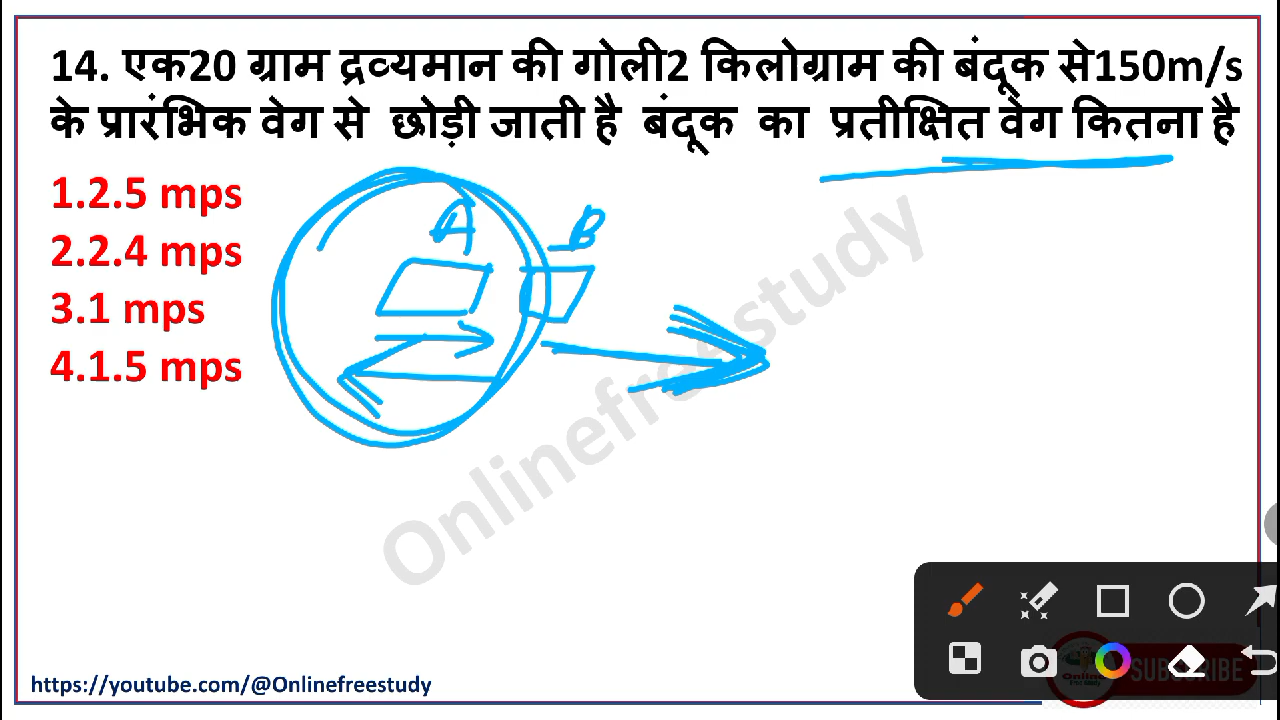 14. एक20 ग्राम द्रव्यमान की गोली2 किलोग्राम की बंदूक से150m/s
के प्रारंभिक वेग से छोड़ी जाती है बंदूक का प्रतीक्षित वेग कितना है
1.2.5 mps
2.2.4 mps
3.1 mps
4.1.5 mps
A
B
Onlinefreestudy
SUBSCRIBE
https://youtube.com/@Onlinefreestudy